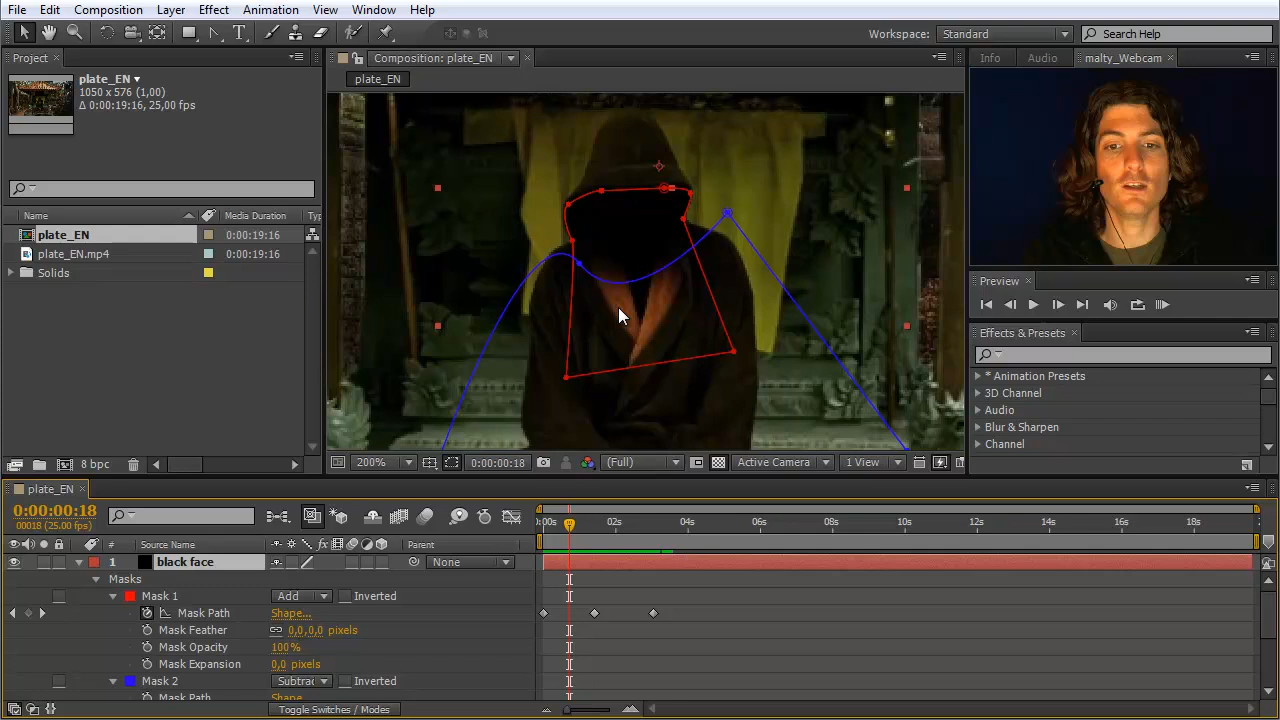 File Edit Composition Layer Effect Animation View Window Help
Workspace: Standard Search Help
Project
Composition: plate_EN
Info Audio malty_Webcam
plate_EN
1050 x 576 (1,00)
Δ 0:00:19:16, 25,00 fps
plate_EN
Name Media Duration Ty
plate_EN 0:00:19:16
plate_EN.mp4 0:00:19:16
Solids
Preview
Effects & Presets
* Animation Presets
3D Channel
Audio
Blur & Sharpen
Channel
8 bpc
200% 0:00:00:18 (Full) Active Camera 1 View
plate_EN
0:00:00:18
00018 (25.00 fps)
0:00s 02s 04s 06s 08s 10s 12s 14s 16s 18s
# Source Name Parent
1 black face None
Masks
Mask 1 Add Inverted
Mask Path Shape...
Mask Feather 0,0,0,0 pixels
Mask Opacity 100%
Mask Expansion 0,0 pixels
Mask 2 Subtrac Inverted
Mask Path Shape
Toggle Switches / Modes